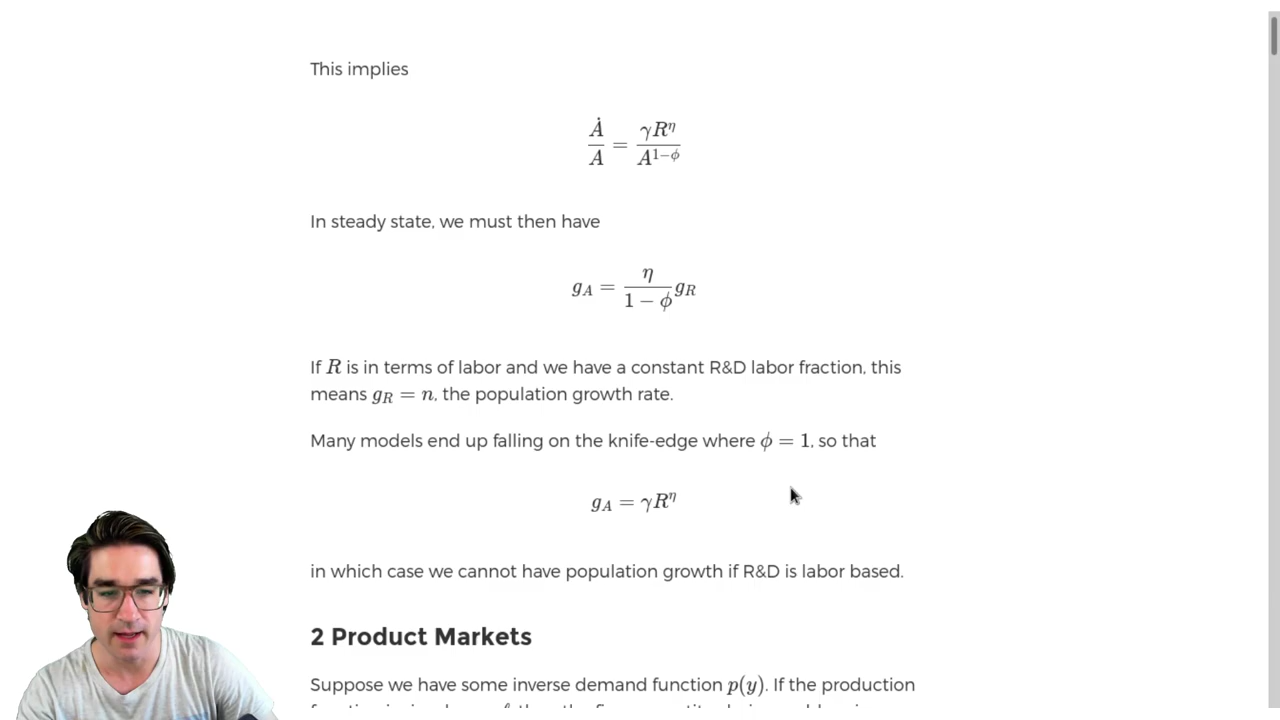 This implies
Ȧ/A = γR^η / A^{1−ϕ}
In steady state, we must then have
g_A = η/(1 − ϕ) g_R
If R is in terms of labor and we have a constant R&D labor fraction, this
means g_R = n, the population growth rate.
Many models end up falling on the knife-edge where ϕ = 1, so that
g_A = γR^η
in which case we cannot have population growth if R&D is labor based.
2 Product Markets
Suppose we have some inverse demand function p(y). If the production